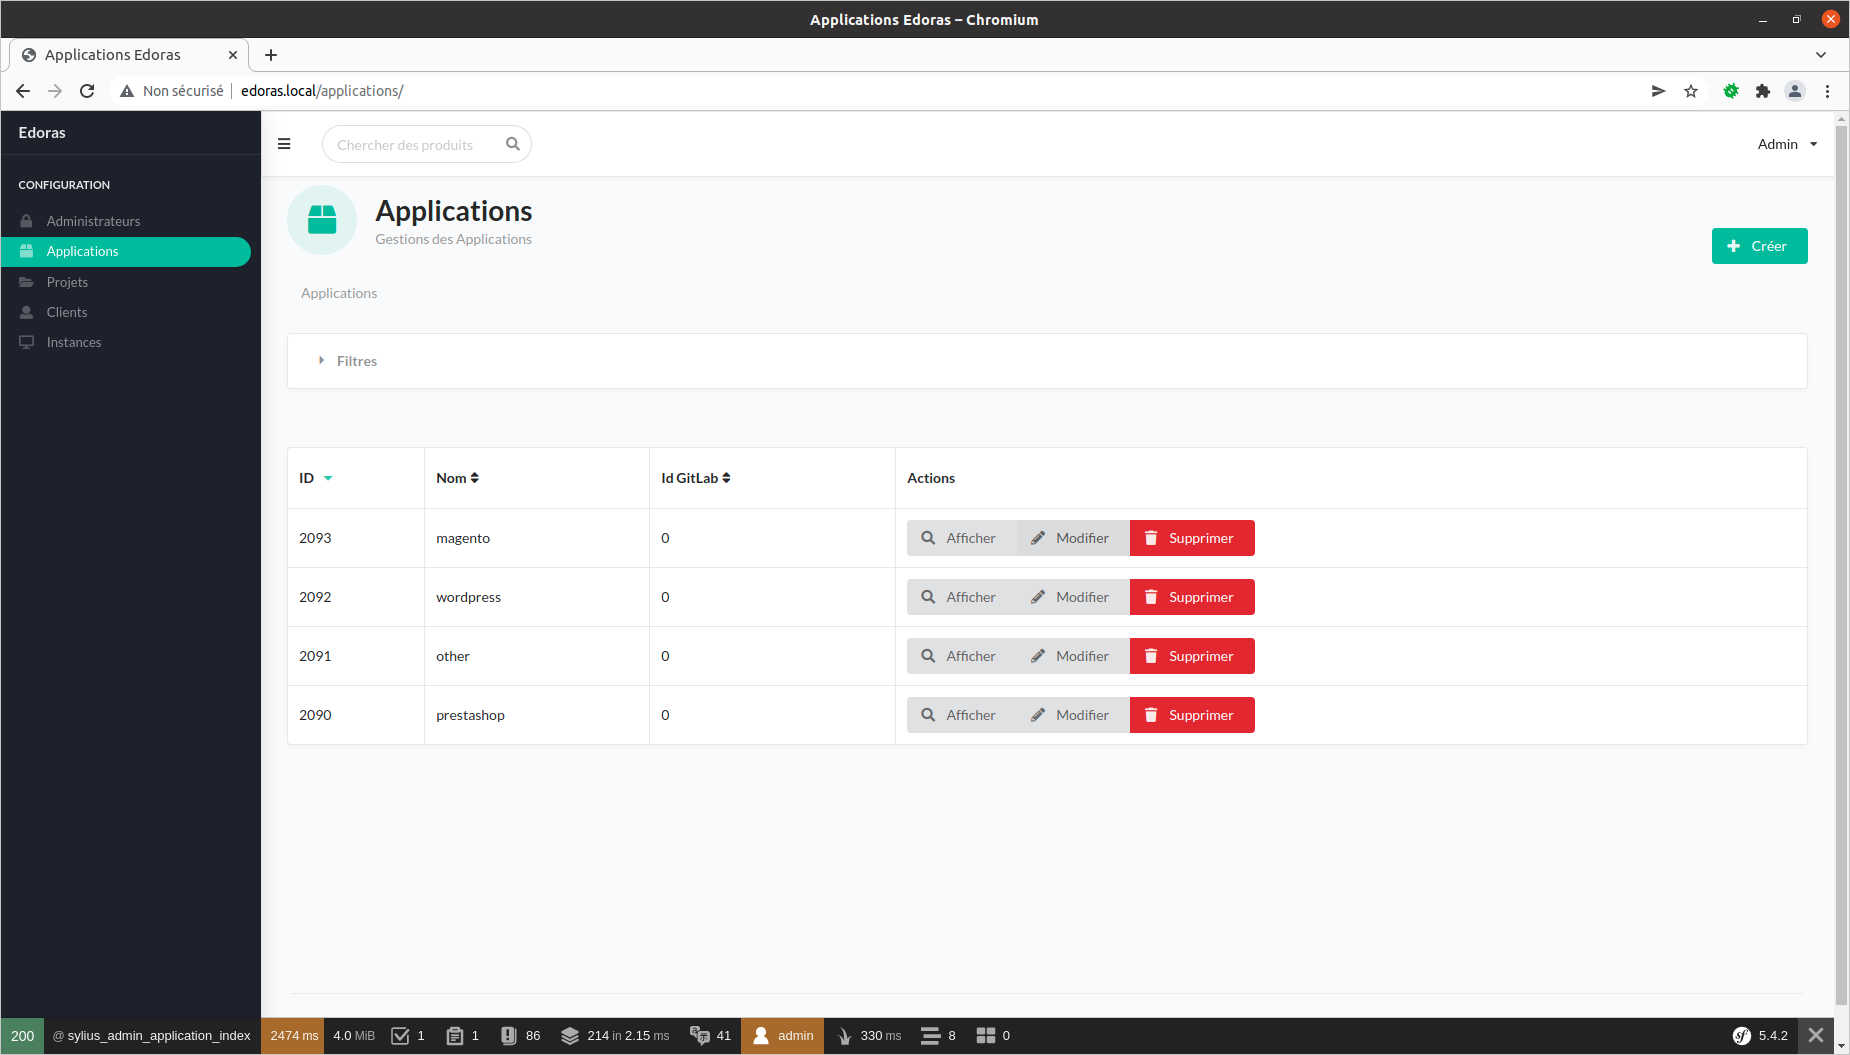 Applications Edoras – Chromium
Applications Edoras
Non sécurisé edoras.local/applications/
Edoras
Chercher des produits
Admin
CONFIGURATION
Administrateurs
Applications
Projets
Clients
Instances
Applications
Gestions des Applications
Créer
Applications
Filtres
ID Nom Id GitLab Actions
2093 magento 0 Afficher Modifier Supprimer
2092 wordpress 0 Afficher Modifier Supprimer
2091 other 0 Afficher Modifier Supprimer
2090 prestashop 0 Afficher Modifier Supprimer
200 @ sylius_admin_application_index 2474 ms 4.0 MiB 1 1 86 214 in 2.15 ms 41 admin 330 ms 8 0 5.4.2